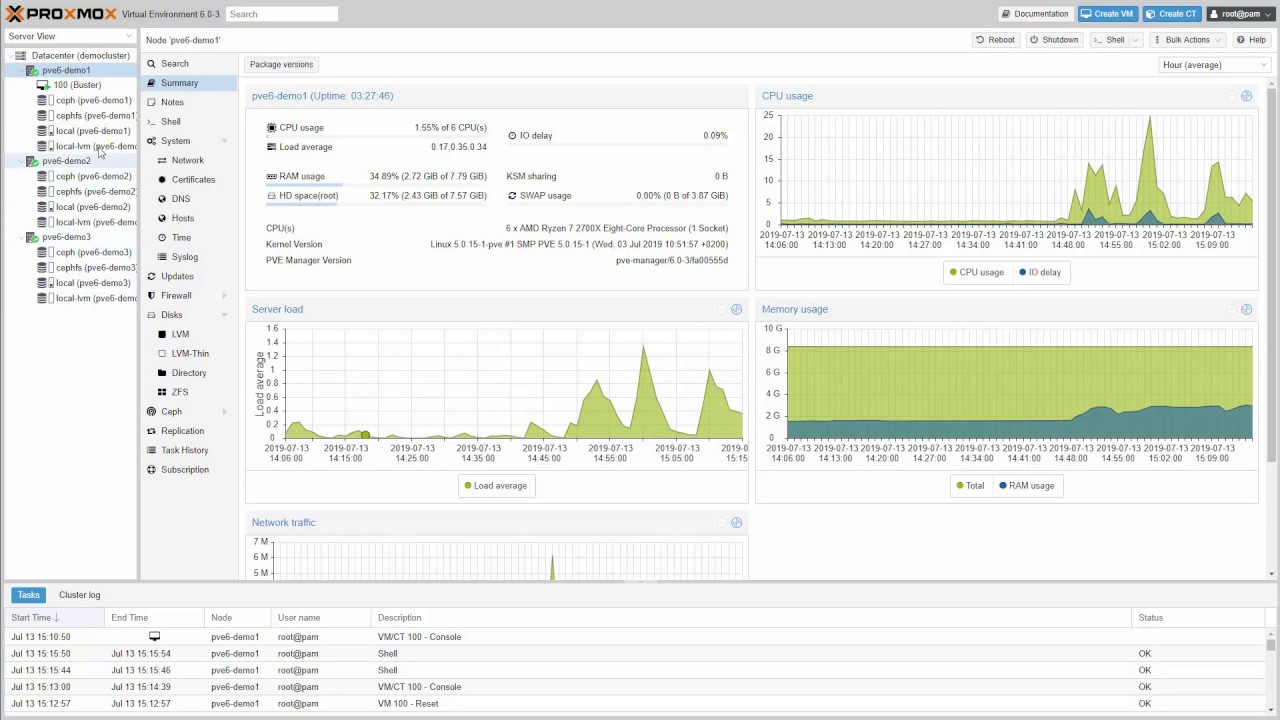 PROXMOX Virtual Environment 6.0-3 Search Documentation Create VM Create CT root@pam
Server View
Datacenter (democluster)
pve6-demo1
100 (Buster)
ceph (pve6-demo1)
cephfs (pve6-demo1)
local (pve6-demo1)
local-lvm (pve6-demo
pve6-demo2
ceph (pve6-demo2)
cephfs (pve6-demo2)
local (pve6-demo2)
local-lvm (pve6-demo
pve6-demo3
ceph (pve6-demo3)
cephfs (pve6-demo3)
local (pve6-demo3)
local-lvm (pve6-demo
Node 'pve6-demo1'
Reboot Shutdown Shell Bulk Actions Help
Search
Summary
Notes
Shell
System
Network
Certificates
DNS
Hosts
Time
Syslog
Updates
Firewall
Disks
LVM
LVM-Thin
Directory
ZFS
Ceph
Replication
Task History
Subscription
Package versions Hour (average)
pve6-demo1 (Uptime: 03:27:46)
CPU usage 1.55% of 6 CPU(s)
IO delay 0.09%
Load average 0.17,0.35,0.34
RAM usage 34.89% (2.72 GiB of 7.79 GiB)
KSM sharing 0 B
HD space(root) 32.17% (2.43 GiB of 7.57 GiB)
SWAP usage 0.00% (0 B of 3.87 GiB)
CPU(s) 6 x AMD Ryzen 7 2700X Eight-Core Processor (1 Socket)
Kernel Version Linux 5.0.15-1-pve #1 SMP PVE 5.0.15-1 (Wed, 03 Jul 2019 10:51:57 +0200)
PVE Manager Version pve-manager/6.0-3/fa00555d
CPU usage
25
20
15
10
5
0
2019-07-13 2019-07-13 2019-07-13 2019-07-13 2019-07-13 2019-07-13 2019-07-13 2019-07-13 2019-07-13 2019-07-13
14:06:00 14:13:00 14:20:00 14:27:00 14:34:00 14:41:00 14:48:00 14:55:00 15:02:00 15:09:00
CPU usage IO delay
Server load
Load average
1.6
1.4
1.2
1
0.8
0.6
0.4
0.2
0
2019-07-13 2019-07-13 2019-07-13 2019-07-13 2019-07-13 2019-07-13 2019-07-13 2019-
14:06:00 14:15:00 14:25:00 14:35:00 14:45:00 14:55:00 15:05:00 15:15
Load average
Memory usage
10 G
8 G
6 G
4 G
2 G
0
2019-07-13 2019-07-13 2019-07-13 2019-07-13 2019-07-13 2019-07-13 2019-07-13 2019-07-13 2019-07-13 2019-07-13
14:06:00 14:13:00 14:20:00 14:27:00 14:34:00 14:41:00 14:48:00 14:55:00 15:02:00 15:09:00
Total RAM usage
Network traffic
7 M
6 M
5 M
Tasks Cluster log
Start Time End Time Node User name Description Status
Jul 13 15:10:50 pve6-demo1 root@pam VM/CT 100 - Console
Jul 13 15:15:50 Jul 13 15:15:54 pve6-demo1 root@pam Shell OK
Jul 13 15:15:44 Jul 13 15:15:46 pve6-demo1 root@pam Shell OK
Jul 13 15:13:00 Jul 13 15:14:39 pve6-demo1 root@pam VM/CT 100 - Console OK
Jul 13 15:12:57 Jul 13 15:12:57 pve6-demo1 root@pam VM 100 - Reset OK